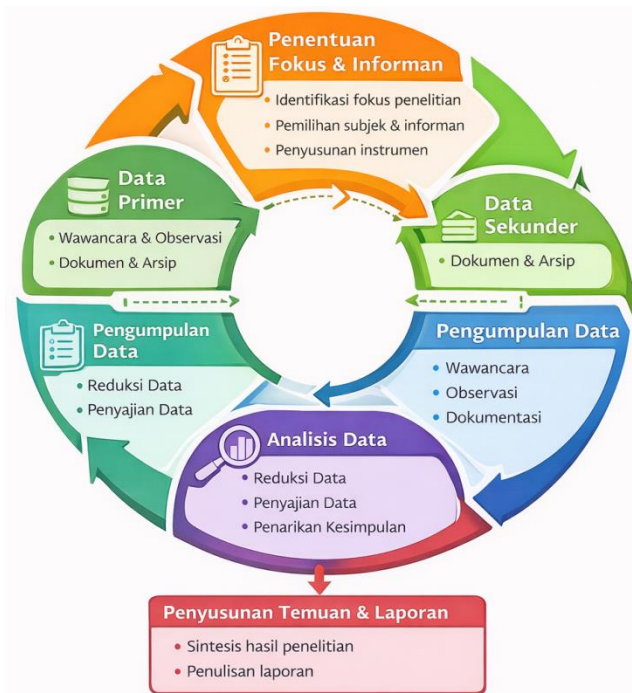 Penentuan
Fokus & Informan
• Identifikasi fokus penelitian
• Pemilihan subjek & informan
• Penyusunan instrumen
Data
Primer
• Wawancara & Observasi
• Dokumen & Arsip
Data
Sekunder
• Dokumen & Arsip
Pengumpulan
Data
• Reduksi Data
• Penyajian Data
Pengumpulan Data
• Wawancara
• Observasi
• Dokumentasi
Analisis Data
• Reduksi Data
• Penyajian Data
• Penarikan Kesimpulan
Penyusunan Temuan & Laporan
• Sintesis hasil penelitian
• Penulisan laporan